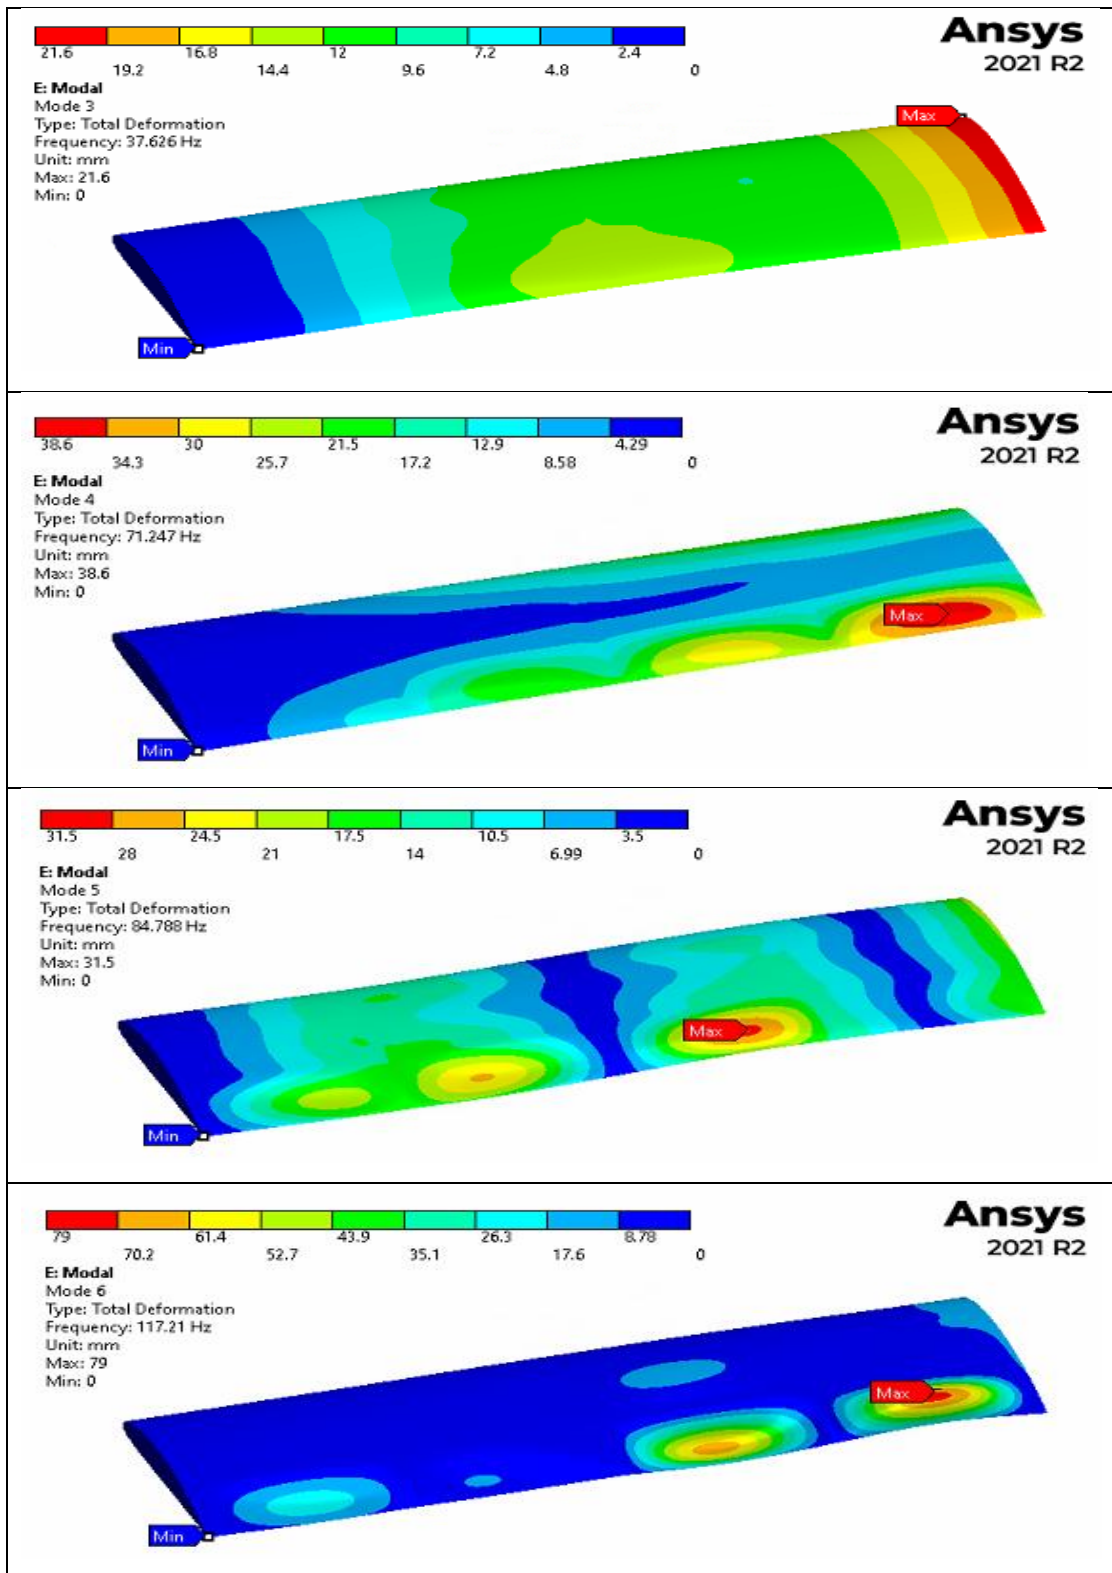 21.6 16.8 12 7.2 2.4
19.2 14.4 9.6 4.8 0
Ansys
2021 R2
E: Modal
Mode 3
Type: Total Deformation
Frequency: 37.626 Hz
Unit: mm
Max: 21.6
Min: 0
Max
Min
38.6 30 21.5 12.9 4.29
34.3 25.7 17.2 8.58 0
Ansys
2021 R2
E: Modal
Mode 4
Type: Total Deformation
Frequency: 71.247 Hz
Unit: mm
Max: 38.6
Min: 0
Max
Min
31.5 24.5 17.5 10.5 3.5
28 21 14 6.99 0
Ansys
2021 R2
E: Modal
Mode 5
Type: Total Deformation
Frequency: 84.788 Hz
Unit: mm
Max: 31.5
Min: 0
Max
Min
79 61.4 43.9 26.3 8.78
70.2 52.7 35.1 17.6 0
Ansys
2021 R2
E: Modal
Mode 6
Type: Total Deformation
Frequency: 117.21 Hz
Unit: mm
Max: 79
Min: 0
Max
Min